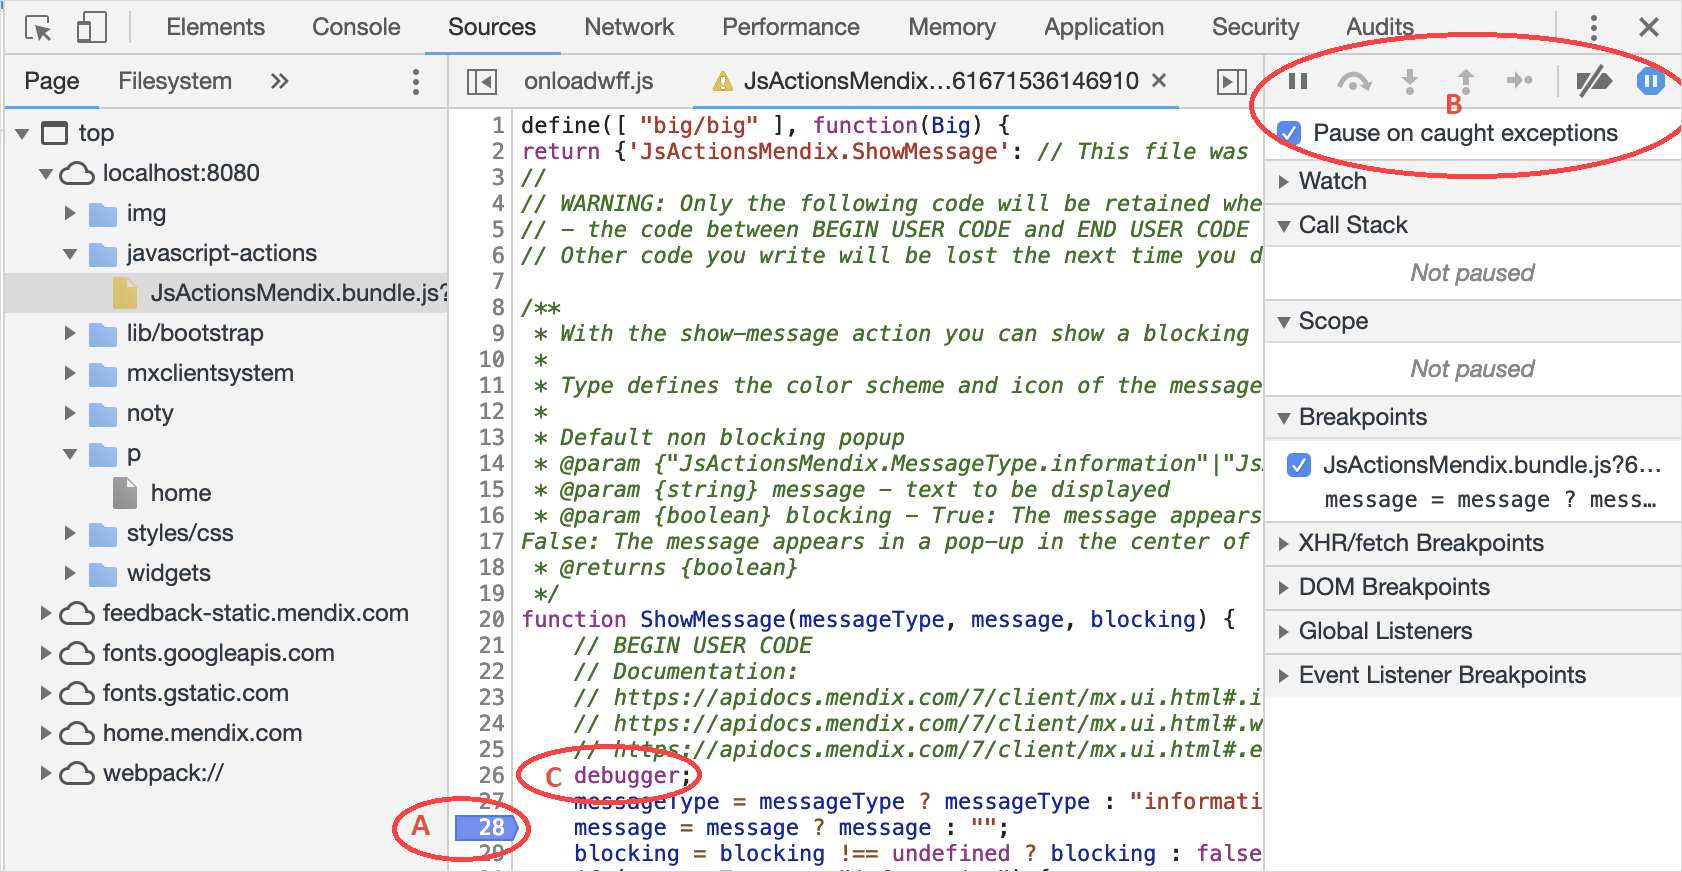 Elements Console Sources Network Performance Memory Application Security Audits
Page Filesystem
onloadwff.js JsActionsMendix...61671536146910
top
localhost:8080
img
javascript-actions
JsActionsMendix.bundle.js?
lib/bootstrap
mxclientsystem
noty
p
home
styles/css
widgets
feedback-static.mendix.com
fonts.googleapis.com
fonts.gstatic.com
home.mendix.com
webpack://
1 define([ "big/big" ], function(Big) {
2 return {'JsActionsMendix.ShowMessage': // This file was
3 //
4 // WARNING: Only the following code will be retained whe
5 // - the code between BEGIN USER CODE and END USER CODE
6 // Other code you write will be lost the next time you d
7
8 /**
9 * With the show-message action you can show a blocking
10 *
11 * Type defines the color scheme and icon of the message
12 *
13 * Default non blocking popup
14 * @param {"JsActionsMendix.MessageType.information"|"Js
15 * @param {string} message - text to be displayed
16 * @param {boolean} blocking - True: The message appears
17 False: The message appears in a pop-up in the center of
18 * @returns {boolean}
19 */
20 function ShowMessage(messageType, message, blocking) {
21 // BEGIN USER CODE
22 // Documentation:
23 // https://apidocs.mendix.com/7/client/mx.ui.html#.i
24 // https://apidocs.mendix.com/7/client/mx.ui.html#.w
25 // https://apidocs.mendix.com/7/client/mx.ui.html#.e
26 C debugger;
27 messageType = messageType ? messageType : "informati
A 28 message = message ? message : "";
29 blocking = blocking !== undefined ? blocking : false
B
Pause on caught exceptions
Watch
Call Stack
Not paused
Scope
Not paused
Breakpoints
JsActionsMendix.bundle.js?6...
message = message ? mess...
XHR/fetch Breakpoints
DOM Breakpoints
Global Listeners
Event Listener Breakpoints